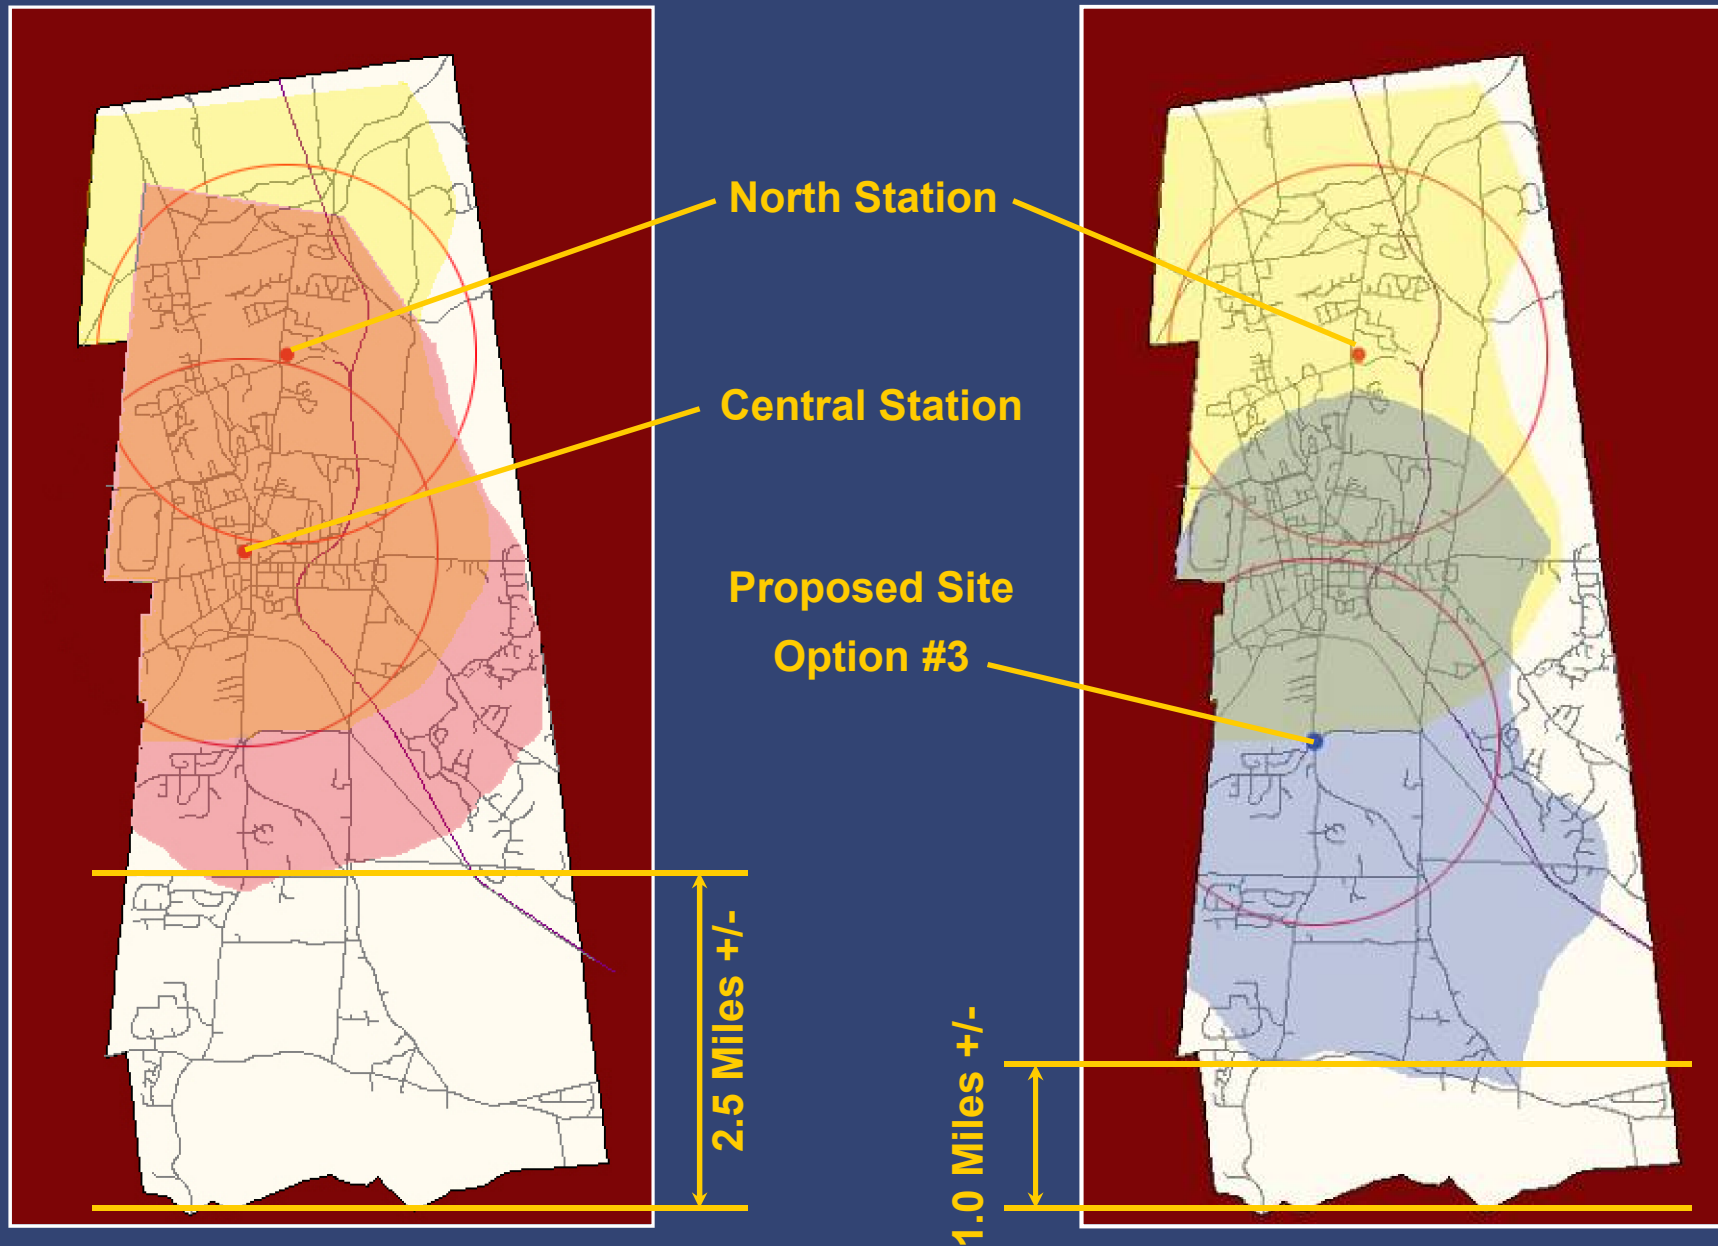 North Station
Central Station
Proposed Site
Option #3
2.5 Miles +/-
1.0 Miles +/-